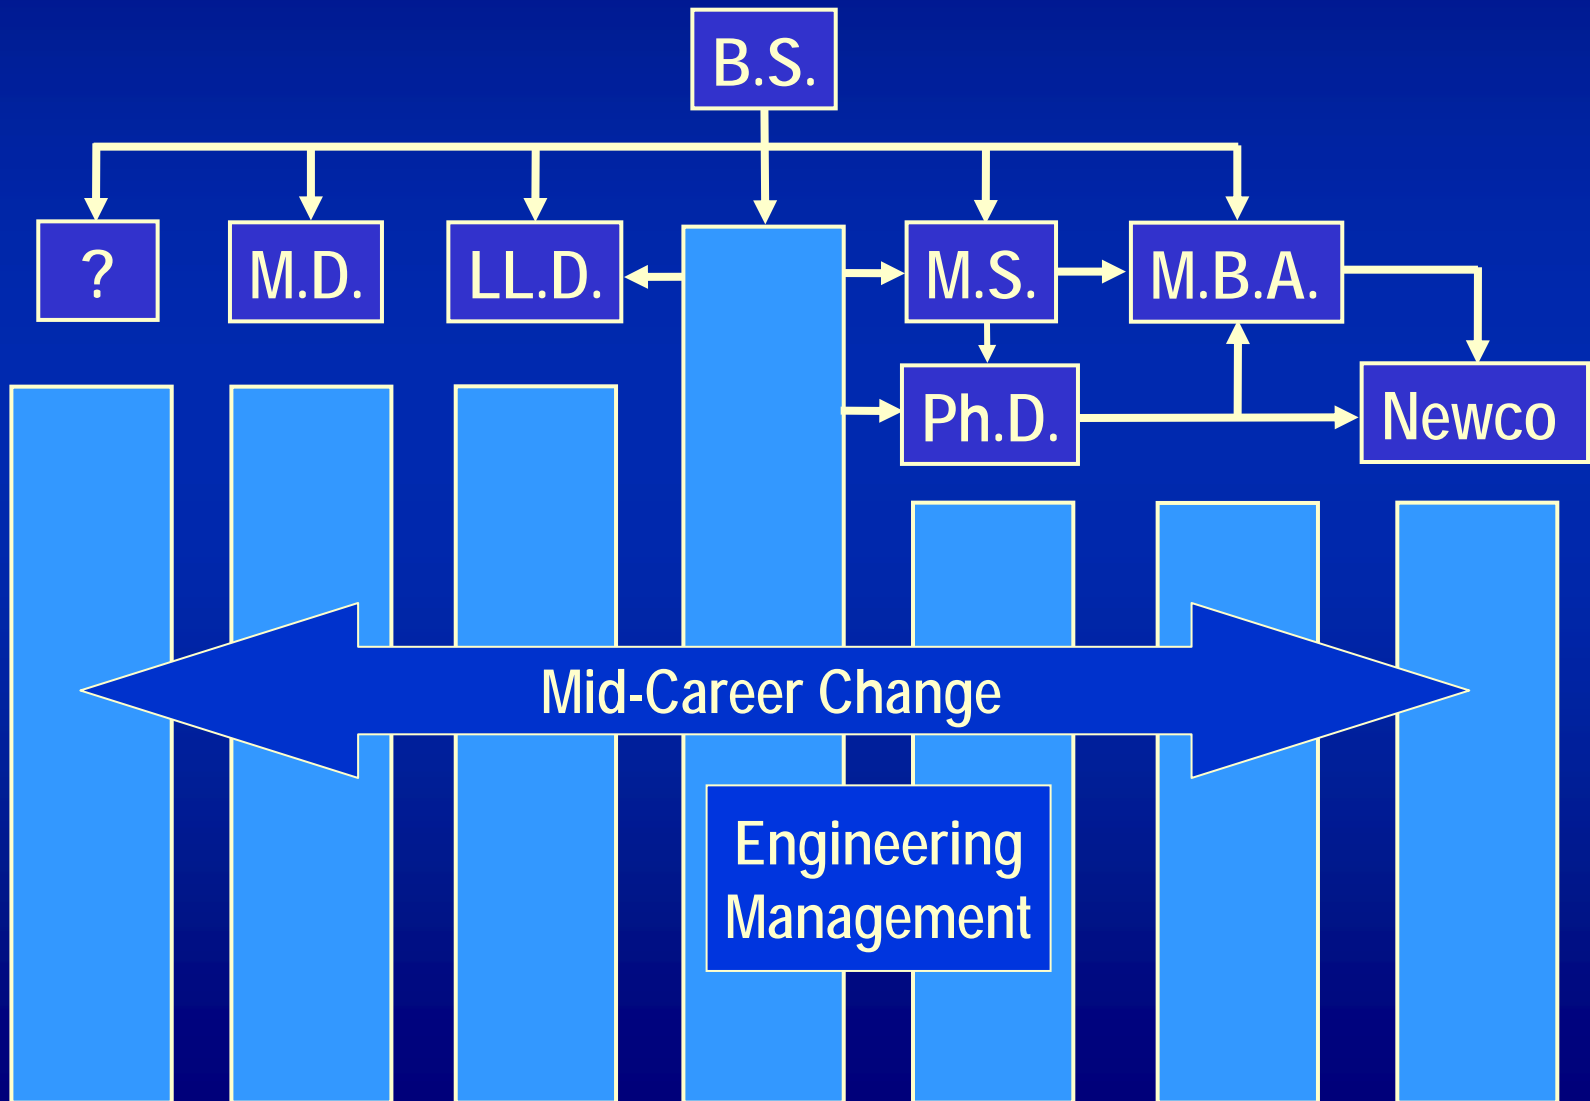 B.S.
?
M.D.
LL.D.
M.S.
M.B.A.
Ph.D.
Newco
Mid-Career Change
Engineering
Management